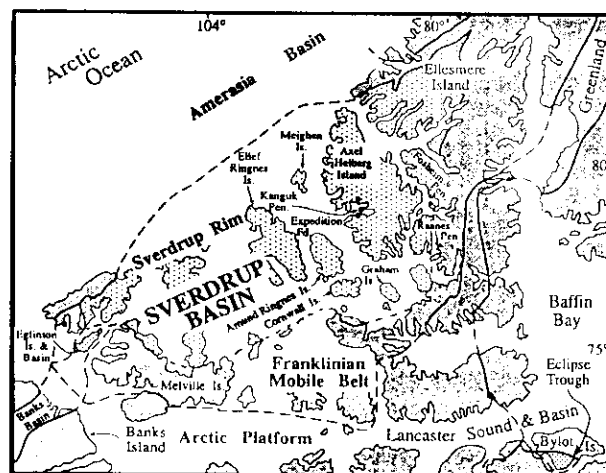 104°
80°
Arctic
Ocean
Amerasia Basin
Ellesmere
Island
Greenland
Meighen
Is.
Axel
Heiberg
Island
Ellef
Ringnes
Is.
Kanguk
Pen.
Expedition
Fd.
Fosheim
Pen.
80
Raanes
Pen.
Sverdrup Rim
SVERDRUP
BASIN
Graham
Is.
Amund Ringnes Is.
Cornwall Is.
Baffin
Bay
Eglinton
Is. &
Basin
75°
Eclipse
Trough
Melville Is.
Franklinian
Mobile Belt
Banks
Basin
Banks
Island
Arctic Platform
Lancaster Sound & Basin
Bylot Is.